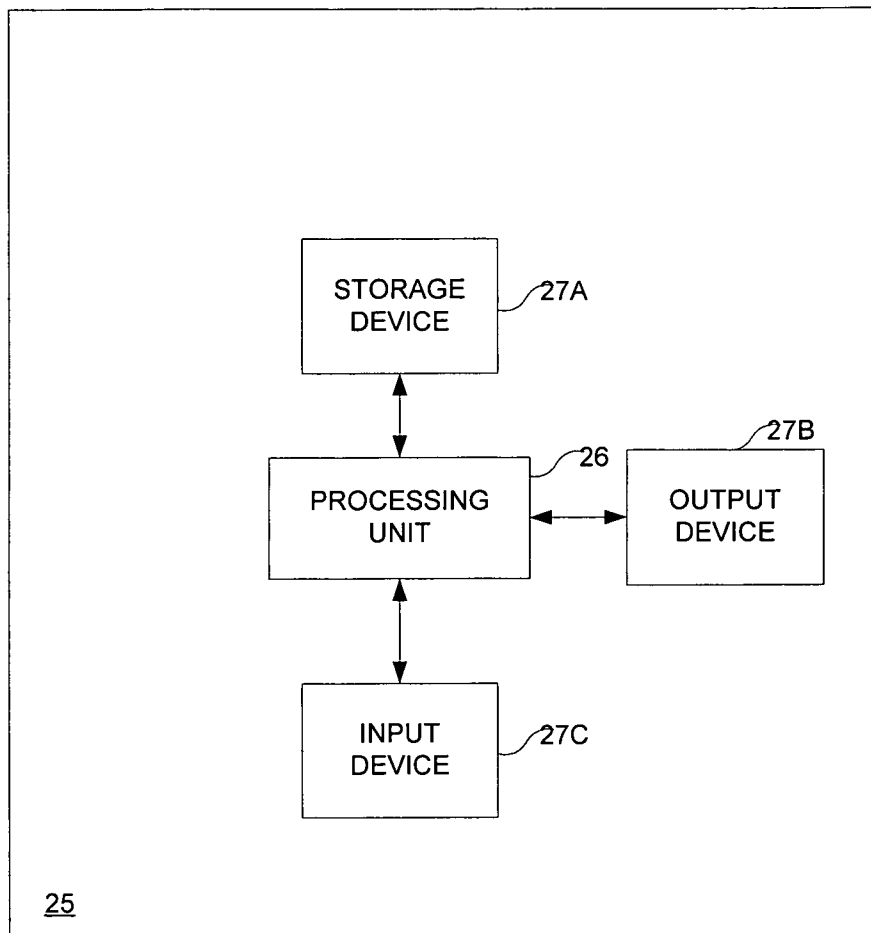 STORAGE
DEVICE
27A
27B
26
PROCESSING
UNIT
OUTPUT
DEVICE
INPUT
DEVICE
27C
25